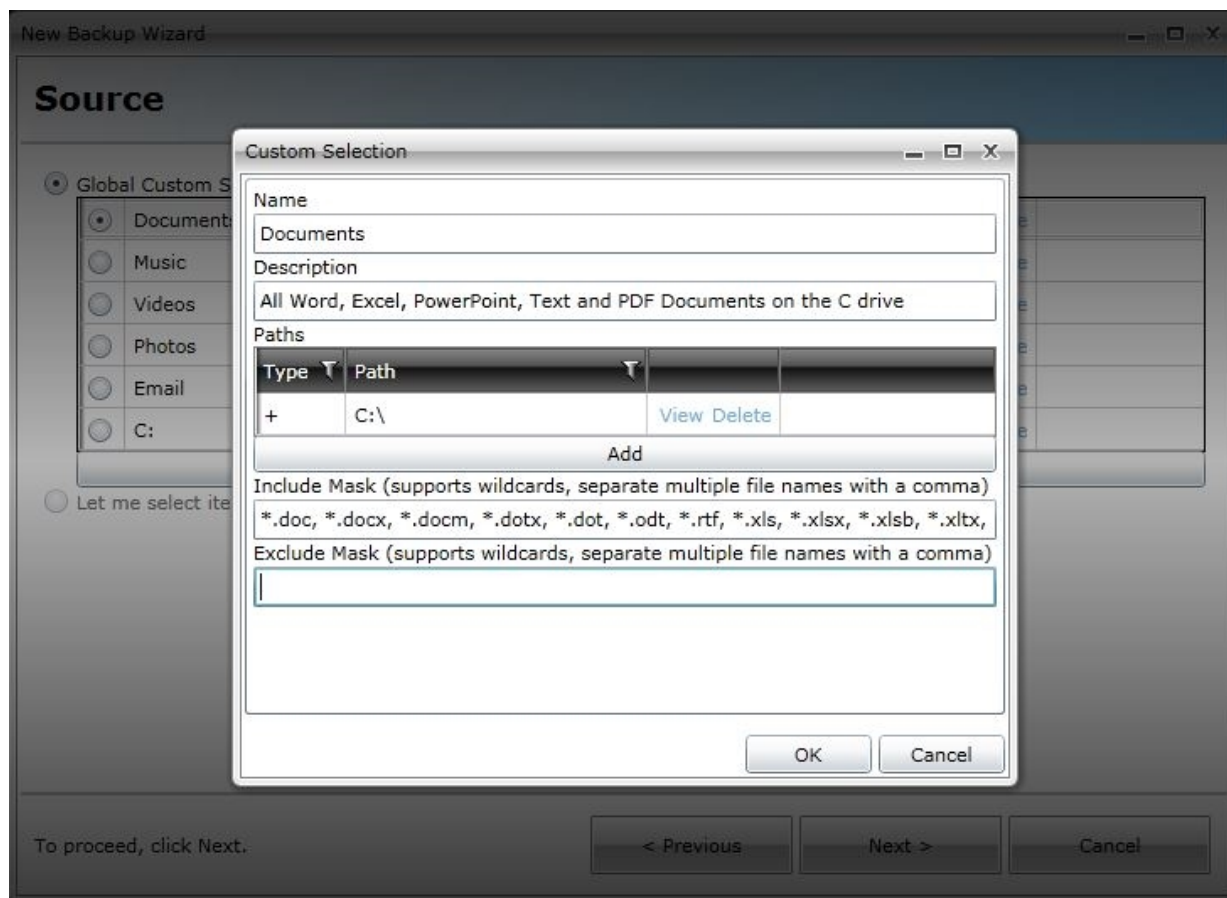 New Backup Wizard
Source
Custom Selection
Global Custom S
Name
Documents
Documents
Music
Description
Videos
All Word, Excel, PowerPoint, Text and PDF Documents on the C drive
Paths
Photos
Type Path
Email
+ C:\ View Delete
C:
Add
Include Mask (supports wildcards, separate multiple file names with a comma)
Let me select ite
*.doc, *.docx, *.docm, *.dotx, *.dot, *.odt, *.rtf, *.xls, *.xlsx, *.xlsb, *.xltx,
Exclude Mask (supports wildcards, separate multiple file names with a comma)
OK Cancel
To proceed, click Next.
< Previous Next > Cancel